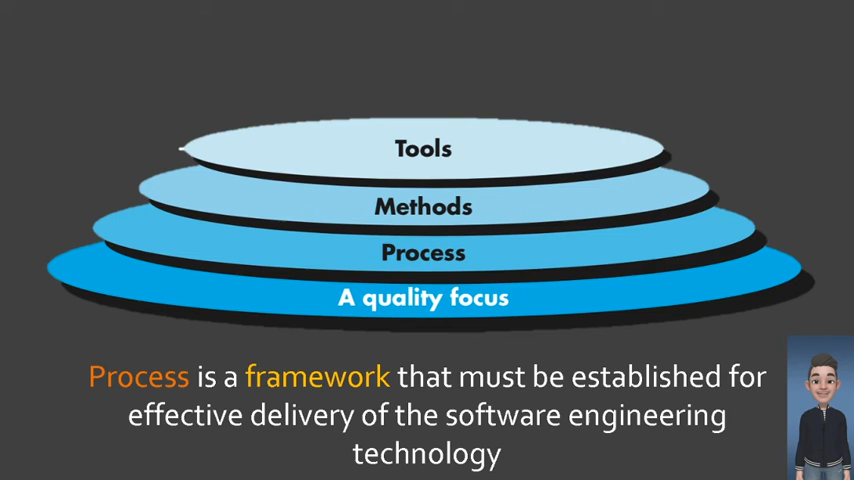 Tools
Methods
Process
A quality focus
Process is a framework that must be established for
effective delivery of the software engineering
technology